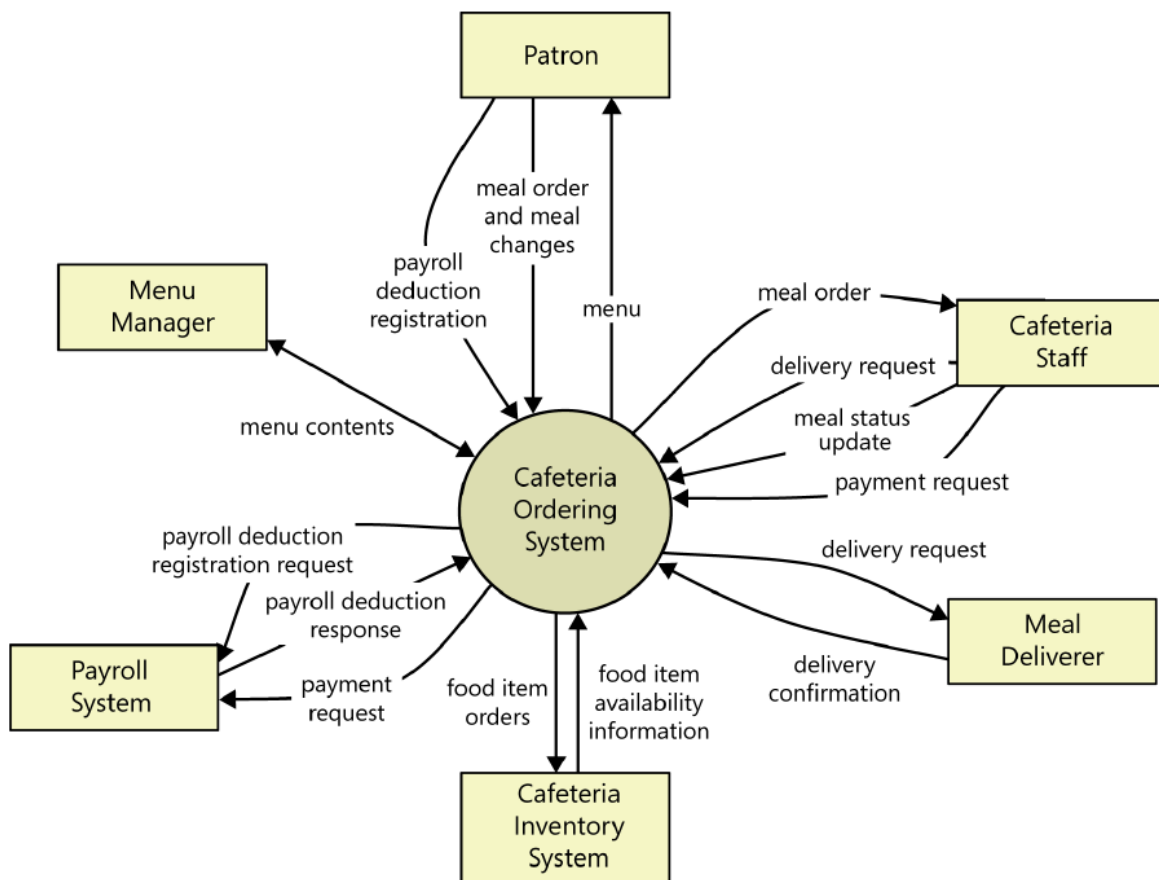 Patron
meal order
and meal
changes
payroll
deduction
registration
menu
Menu
Manager
menu contents
meal order
Cafeteria
Staff
delivery request
meal status
update
payment request
Cafeteria
Ordering
System
payroll deduction
registration request
payroll deduction
response
payment
request
Payroll
System
delivery request
Meal
Deliverer
delivery
confirmation
food item
orders
food item
availability
information
Cafeteria
Inventory
System